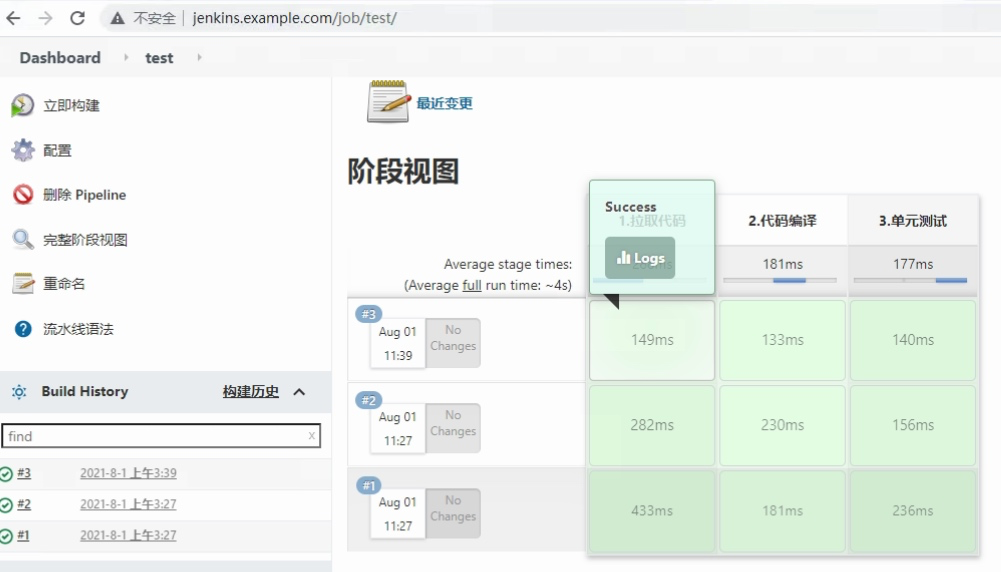 不安全 jenkins.example.com/job/test/
Dashboard test
立即构建
配置
删除 Pipeline
完整阶段视图
重命名
流水线语法
Build History 构建历史
find x
#3 2021-8-1 上午3:39
#2 2021-8-1 上午3:27
#1 2021-8-1 上午3:27
最近变更
阶段视图
Success
Logs
1.拉取代码 2.代码编译 3.单元测试
Average stage times:
(Average full run time: ~4s)
181ms 177ms
#3
Aug 01
11:39
No
Changes
149ms 133ms 140ms
#2
Aug 01
11:27
No
Changes
282ms 230ms 156ms
#1
Aug 01
11:27
No
Changes
433ms 181ms 236ms